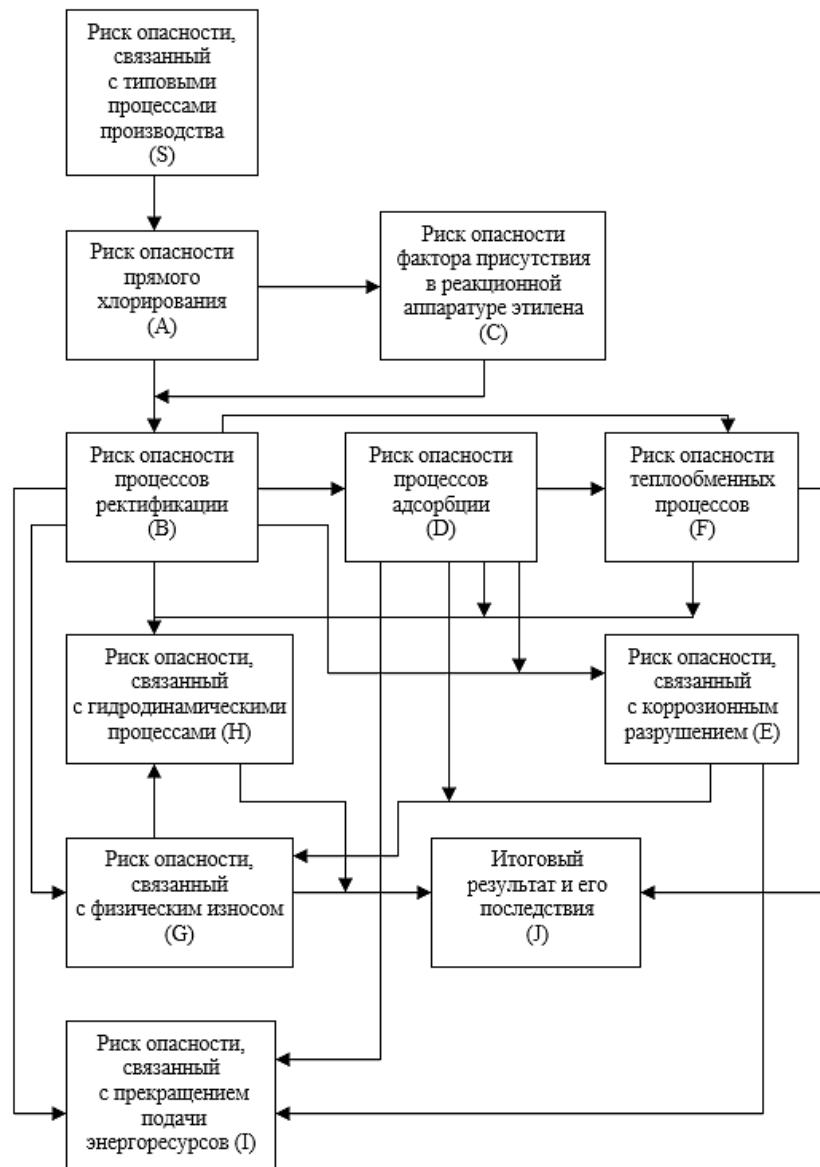 Риск опасности,
связанный
с типовыми
процессами
производства
(S)
Риск опасности
прямого
хлорирования
(A)
Риск опасности
фактора присутствия
в реакционной
аппаратуре этилена
(C)
Риск опасности
процессов
ректификации
(B)
Риск опасности
процессов
адсорбции
(D)
Риск опасности
теплообменных
процессов
(F)
Риск опасности,
связанный
с гидродинамическими
процессами (H)
Риск опасности,
связанный
с коррозионным
разрушением (E)
Риск опасности,
связанный
с физическим износом
(G)
Итоговый
результат и его
последствия
(J)
Риск опасности,
связанный
с прекращением
подачи
энергоресурсов (I)